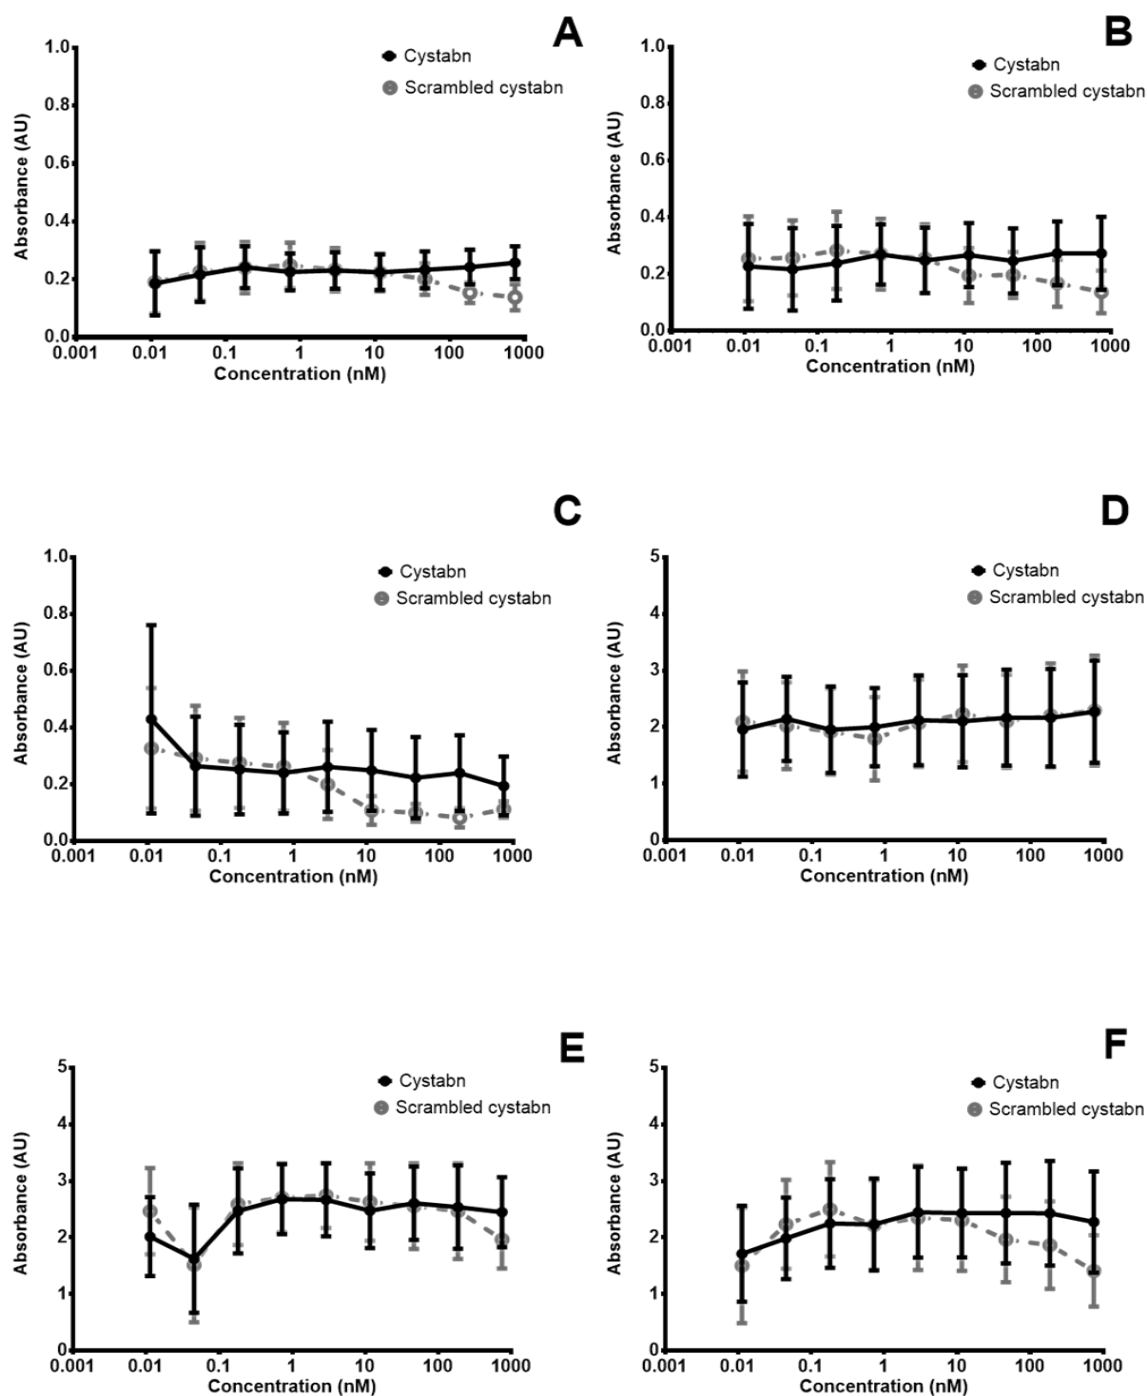 A
Cystabn
Scrambled cystabn
Absorbance (AU)
1.0
0.8
0.6
0.4
0.2
0.0
0.001 0.01 0.1 1 10 100 1000
Concentration (nM)
B
Cystabn
Scrambled cystabn
Absorbance (AU)
1.0
0.8
0.6
0.4
0.2
0.0
0.001 0.01 0.1 1 10 100 1000
Concentration (nM)
C
Cystabn
Scrambled cystabn
Absorbance (AU)
1.0
0.8
0.6
0.4
0.2
0.0
0.001 0.01 0.1 1 10 100 1000
Concentration (nM)
D
Cystabn
Scrambled cystabn
Absorbance (AU)
5
4
3
2
1
0
0.001 0.01 0.1 1 10 100 1000
Concentration (nM)
E
Cystabn
Scrambled cystabn
Absorbance (AU)
5
4
3
2
1
0
0.001 0.01 0.1 1 10 100 1000
Concentration (nM)
F
Cystabn
Scrambled cystabn
Absorbance (AU)
5
4
3
2
1
0
0.001 0.01 0.1 1 10 100 1000
Concentration (nM)